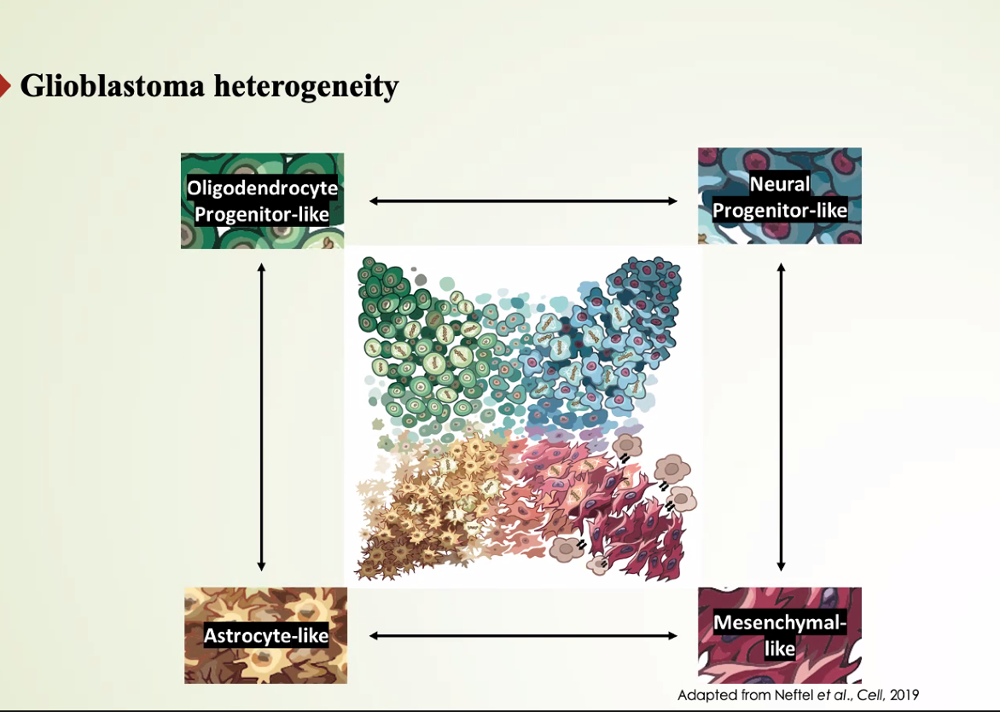 Glioblastoma heterogeneity
Oligodendrocyte
Progenitor-like
Neural
Progenitor-like
Astrocyte-like
Mesenchymal-
like
Adapted from Neftel et al., Cell, 2019